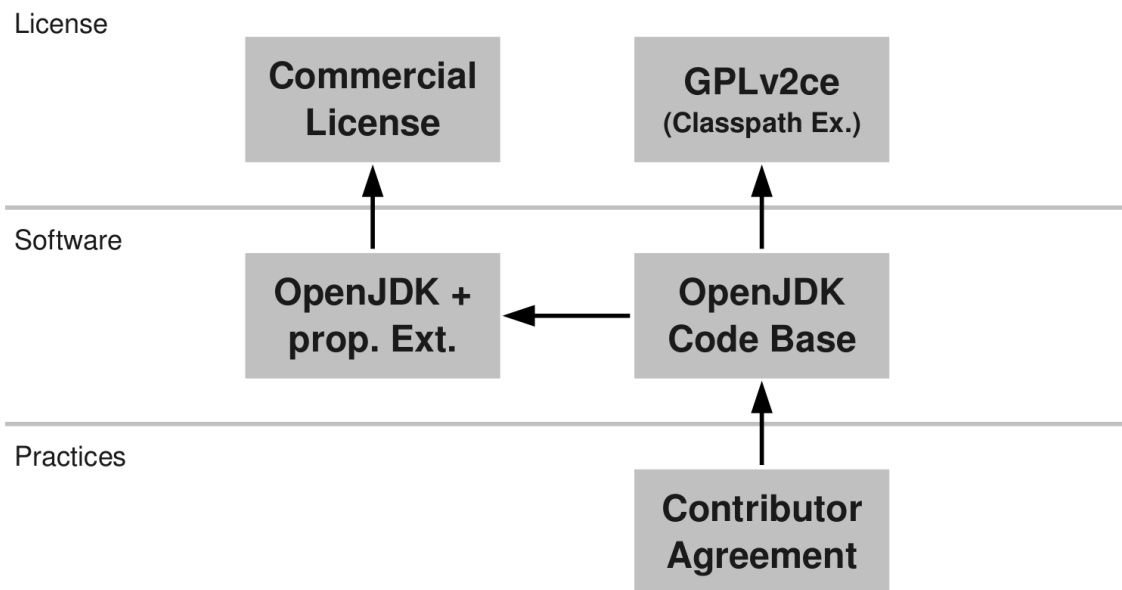 License
Commercial
License
GPLv2ce
(Classpath Ex.)
Software
OpenJDK +
prop. Ext.
OpenJDK
Code Base
Practices
Contributor
Agreement